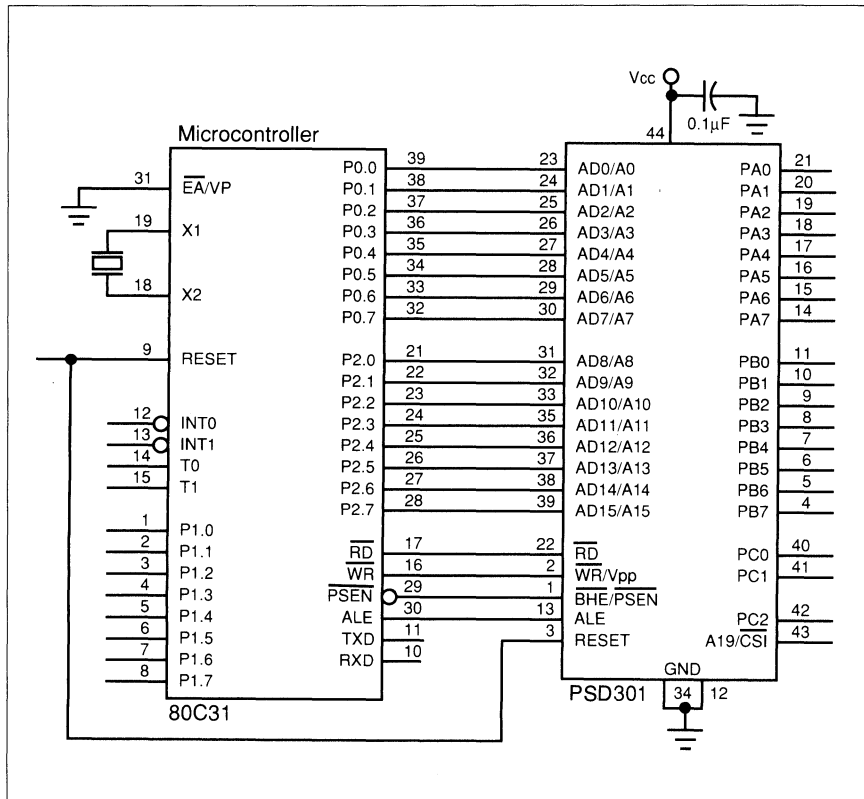 Vcc
0.1µF
44
Microcontroller
31 EA/VP
19 X1
18 X2
9 RESET
12 INT0
13 INT1
14 T0
15 T1
1 P1.0
2 P1.1
3 P1.2
4 P1.3
5 P1.4
6 P1.5
7 P1.6
8 P1.7
P0.0 39
P0.1 38
P0.2 37
P0.3 36
P0.4 35
P0.5 34
P0.6 33
P0.7 32
P2.0 21
P2.1 22
P2.2 23
P2.3 24
P2.4 25
P2.5 26
P2.6 27
P2.7 28
RD 17
WR 16
PSEN 29
ALE 30
TXD 11
RXD 10
80C31
23 AD0/A0
24 AD1/A1
25 AD2/A2
26 AD3/A3
27 AD4/A4
28 AD5/A5
29 AD6/A6
30 AD7/A7
31 AD8/A8
32 AD9/A9
33 AD10/A10
35 AD11/A11
36 AD12/A12
37 AD13/A13
38 AD14/A14
39 AD15/A15
22 RD
2 WR/Vpp
1 BHE/PSEN
13 ALE
3 RESET
PA0 21
PA1 20
PA2 19
PA3 18
PA4 17
PA5 16
PA6 15
PA7 14
PB0 11
PB1 10
PB2 9
PB3 8
PB4 7
PB5 6
PB6 5
PB7 4
PC0 40
PC1 41
PC2 42
A19/CSI 43
GND
34 12
PSD301